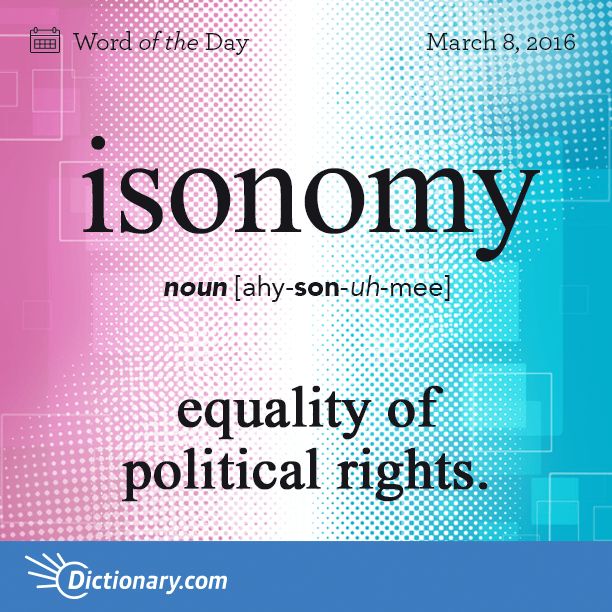 Word of the Day
March 8, 2016
isonomy
noun [ahy-son-uh-mee]
equality of
political rights.
Dictionary.com